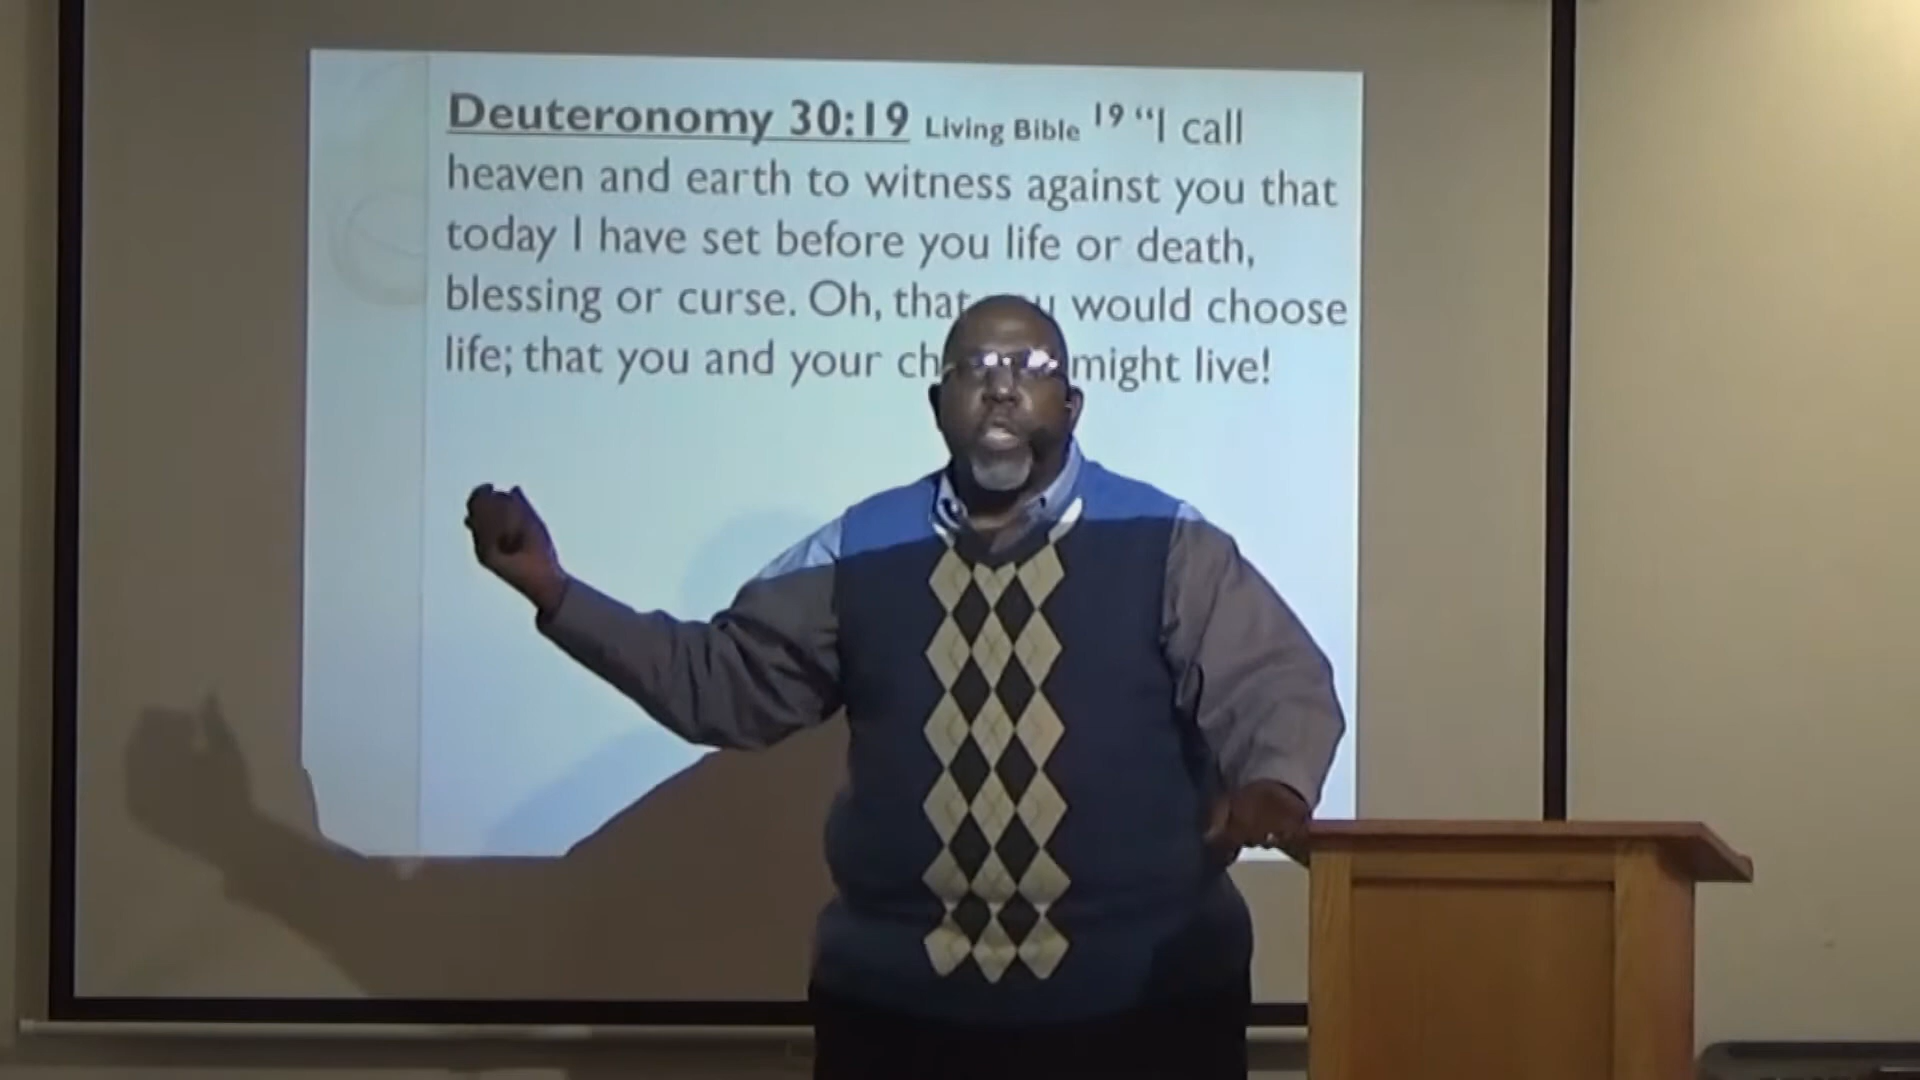 Deuteronomy 30:19 Living Bible 19 “I call
heaven and earth to witness against you that
today I have set before you life or death,
blessing or curse. Oh, that would choose
life; that you and your might live!